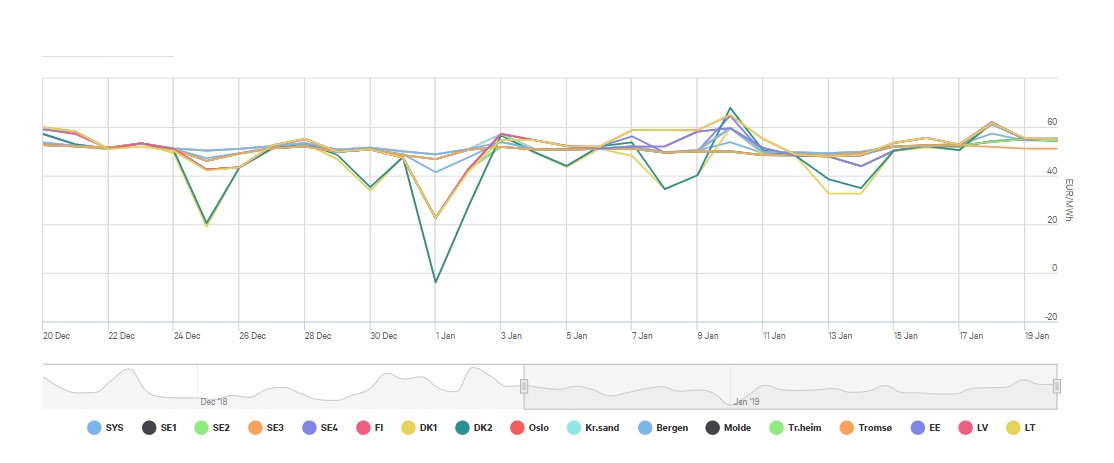 60
40
20
0
-20
EUR/MWh
20 Dec 22 Dec 24 Dec 26 Dec 28 Dec 30 Dec 1 Jan 3 Jan 5 Jan 7 Jan 9 Jan 11 Jan 13 Jan 15 Jan 17 Jan 19 Jan
Dec '18 Jan '19
SYS SE1 SE2 SE3 SE4 FI DK1 DK2 Oslo Kr.sand Bergen Molde Tr.heim Tromsø EE LV LT